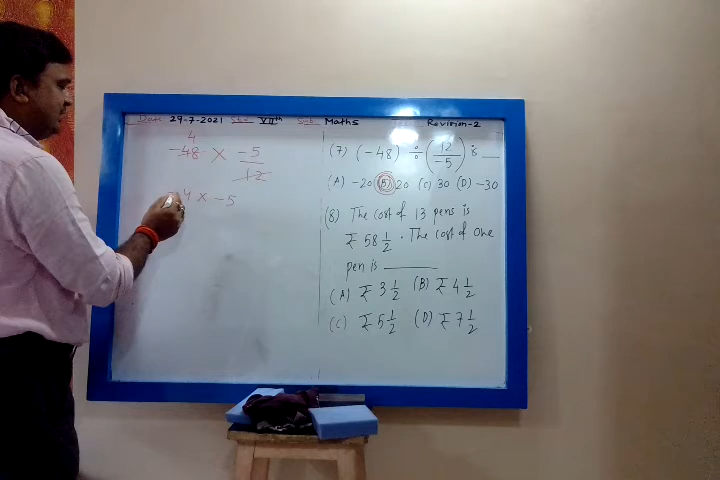 Date 29-7-2021 Std VIIth Sub: Maths Revision-2
4
-48 × -5
12
-4 × -5
(7) (-48) ÷ (12/-5) is __
(A) -20 (B) 20 (C) 30 (D) -30
(8) The cost of 13 pens is
₹ 58 1/2 . The cost of one
pen is ______
(A) ₹ 3 1/2 (B) ₹ 4 1/2
(C) ₹ 5 1/2 (D) ₹ 7 1/2